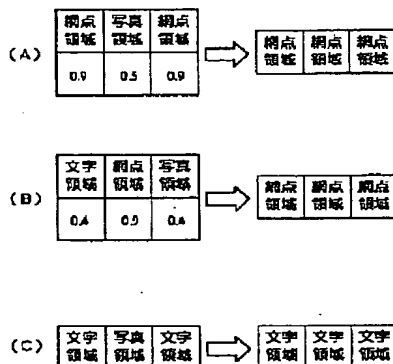 網点 写真 網点
領域 領域 領域
(A)
0.9 0.5 0.9
網点 網点 網点
領域 領域 領域
文字 網点 写真
領域 領域 領域
(B)
0.4 0.9 0.4
網点 網点 網点
領域 領域 領域
(C)
文字 写真 文字
領域 領域 領域
文字 文字 文字
領域 領域 領域